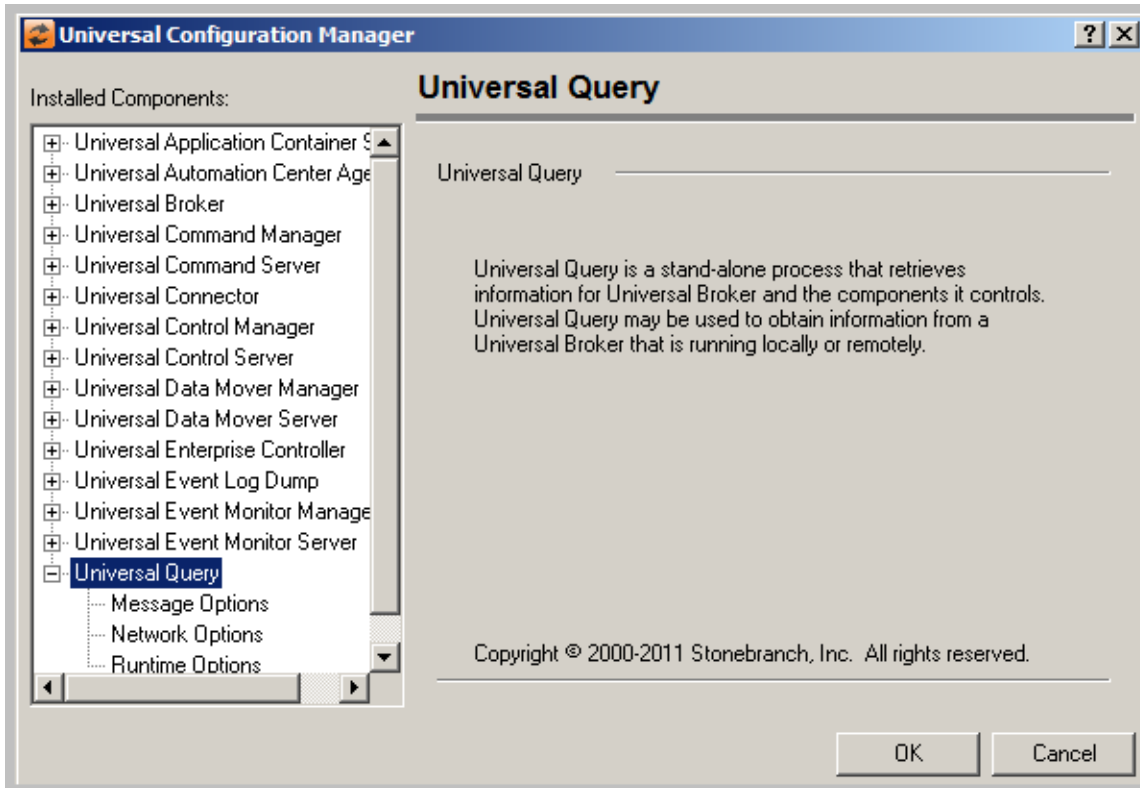 Universal Configuration Manager
Installed Components:
Universal Application Container S
Universal Automation Center Age
Universal Broker
Universal Command Manager
Universal Command Server
Universal Connector
Universal Control Manager
Universal Control Server
Universal Data Mover Manager
Universal Data Mover Server
Universal Enterprise Controller
Universal Event Log Dump
Universal Event Monitor Manage
Universal Event Monitor Server
Universal Query
Message Options
Network Options
Runtime Options
Universal Query
Universal Query
Universal Query is a stand-alone process that retrieves
information for Universal Broker and the components it controls.
Universal Query may be used to obtain information from a
Universal Broker that is running locally or remotely.
Copyright © 2000-2011 Stonebranch, Inc.  All rights reserved.
OK
Cancel